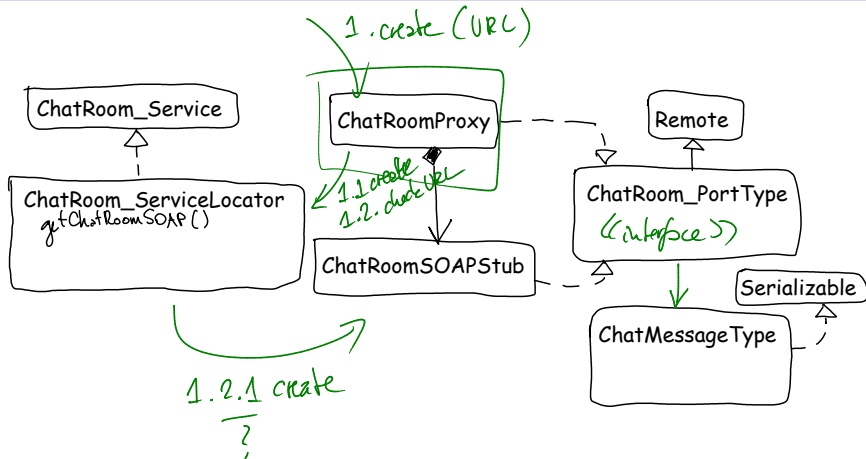 1. create (URL)
ChatRoom_Service
ChatRoomProxy
Remote
1.1 create
1.2. check URL
ChatRoom_ServiceLocator
getChatRoomSOAP()
ChatRoom_PortType
<<interface>>
ChatRoomSOAPStub
Serializable
ChatMessageType
1.2.1 create
?